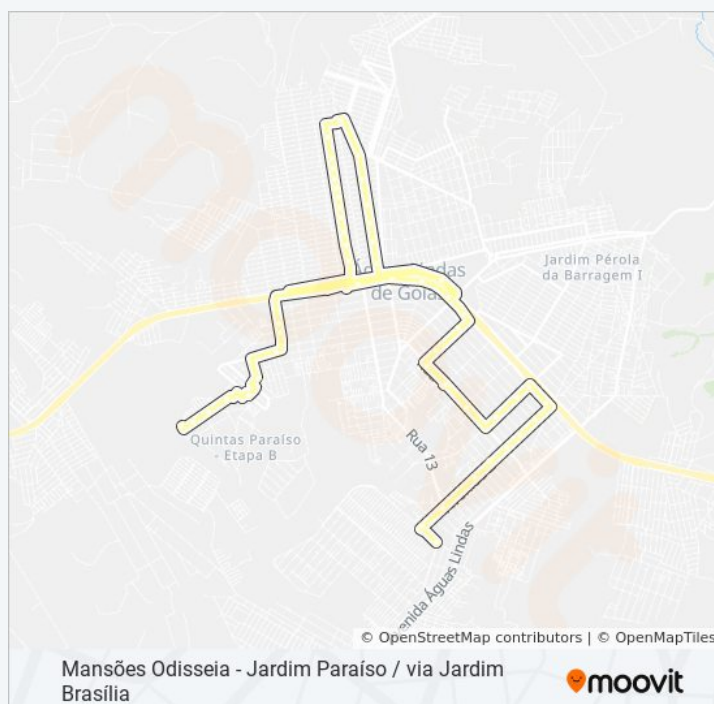 Jardim Pérola
da Barragem I
de Goiás
Quintas Paraíso
- Etapa B
Rua 13
enida Águas Lindas
© OpenStreetMap contributors | © OpenMapTiles
Mansões Odisseia - Jardim Paraíso / via Jardim
Brasília
moovit